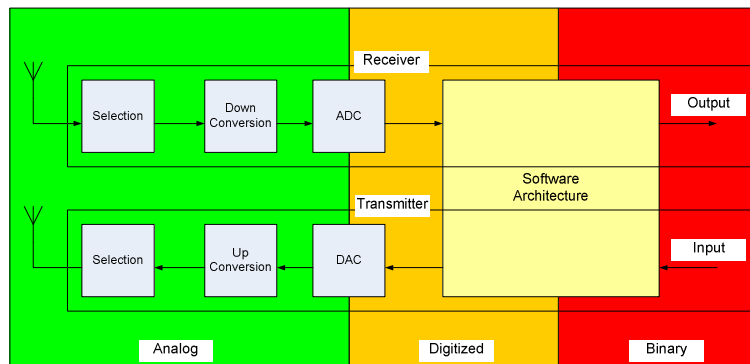 Receiver
Selection
Down
Conversion
ADC
Output
Software
Architecture
Transmitter
Selection
Up
Conversion
DAC
Input
Analog
Digitized
Binary